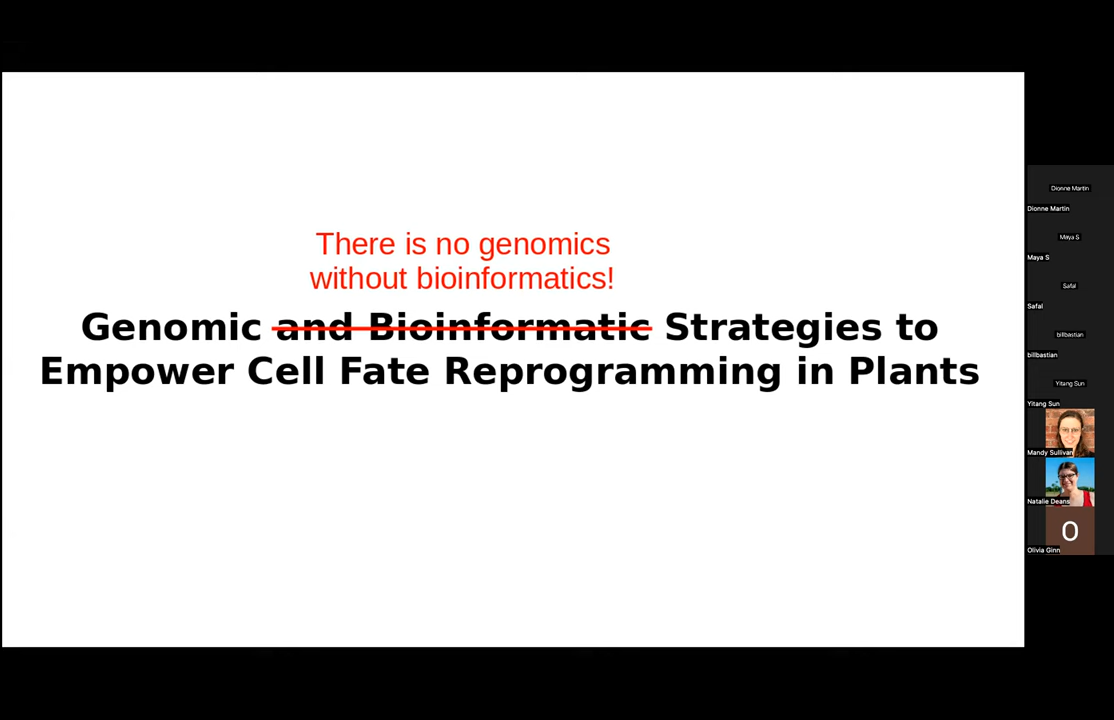 There is no genomics
without bioinformatics!
Genomic and Bioinformatic Strategies to
Empower Cell Fate Reprogramming in Plants
Dionne Martin
Dionne Martin
Maya S
Maya S
Safal
Safal
billbastian
billbastian
Yitang Sun
Yitang Sun
Mandy Sullivan
Natalie Deans
O
Olivia Ginn